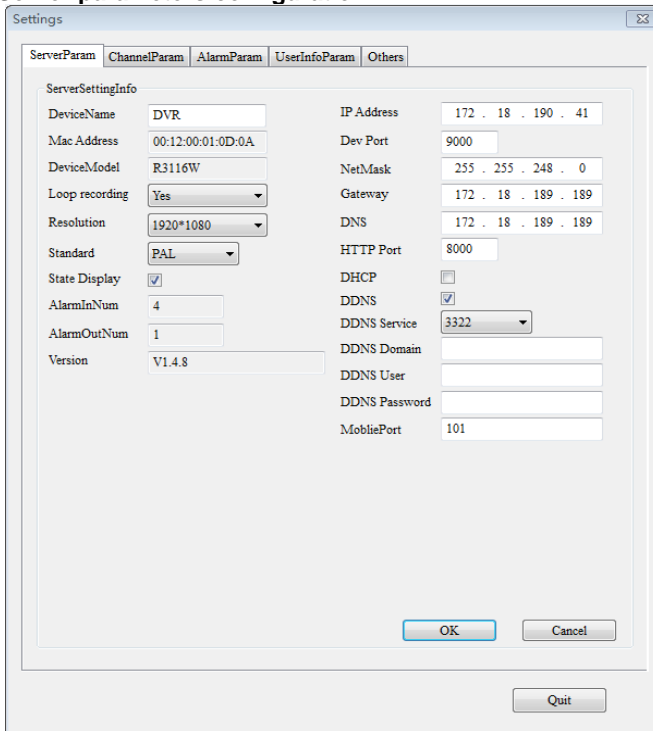 Settings
ServerParam ChannelParam AlarmParam UserInfoParam Others
ServerSettingInfo
DeviceName DVR
Mac Address 00:12:00:01:0D:0A
DeviceModel R3116W
Loop recording Yes
Resolution 1920*1080
Standard PAL
State Display
AlarmInNum 4
AlarmOutNum 1
Version V1.4.8
IP Address 172 . 18 . 190 . 41
Dev Port 9000
NetMask 255 . 255 . 248 . 0
Gateway 172 . 18 . 189 . 189
DNS 172 . 18 . 189 . 189
HTTP Port 8000
DHCP
DDNS
DDNS Service 3322
DDNS Domain
DDNS User
DDNS Password
MobliePort 101
OK Cancel
Quit